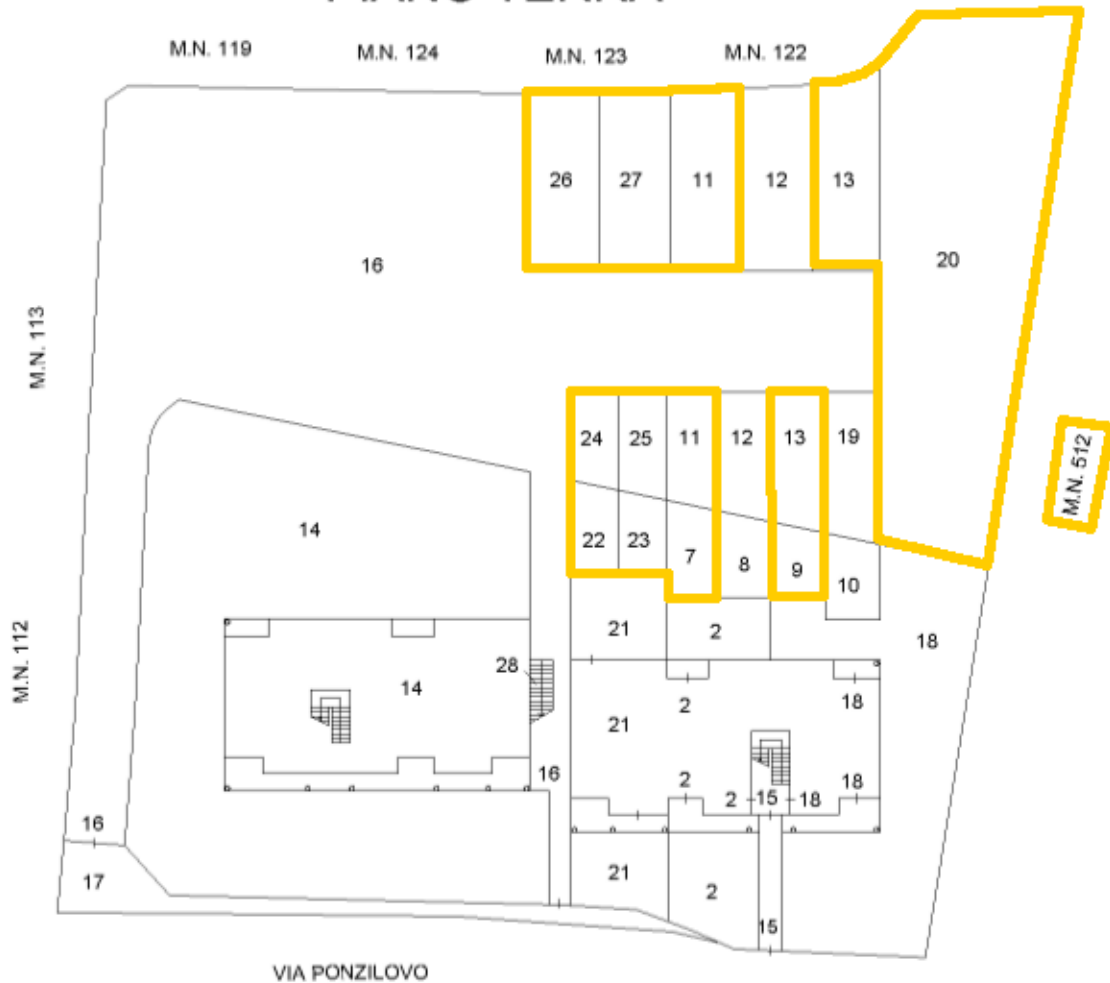 M.N. 119 M.N. 124 M.N. 123 M.N. 122
26 27 11 12 13
16 20
M.N. 113
24 25 11 12 13 19
M.N. 512
14
22 23 7 8 9 10
21 2 18
M.N. 112
28
14 2 18
21
16 2 18
2 15 18
16
17 21 2
15
VIA PONZILOVO